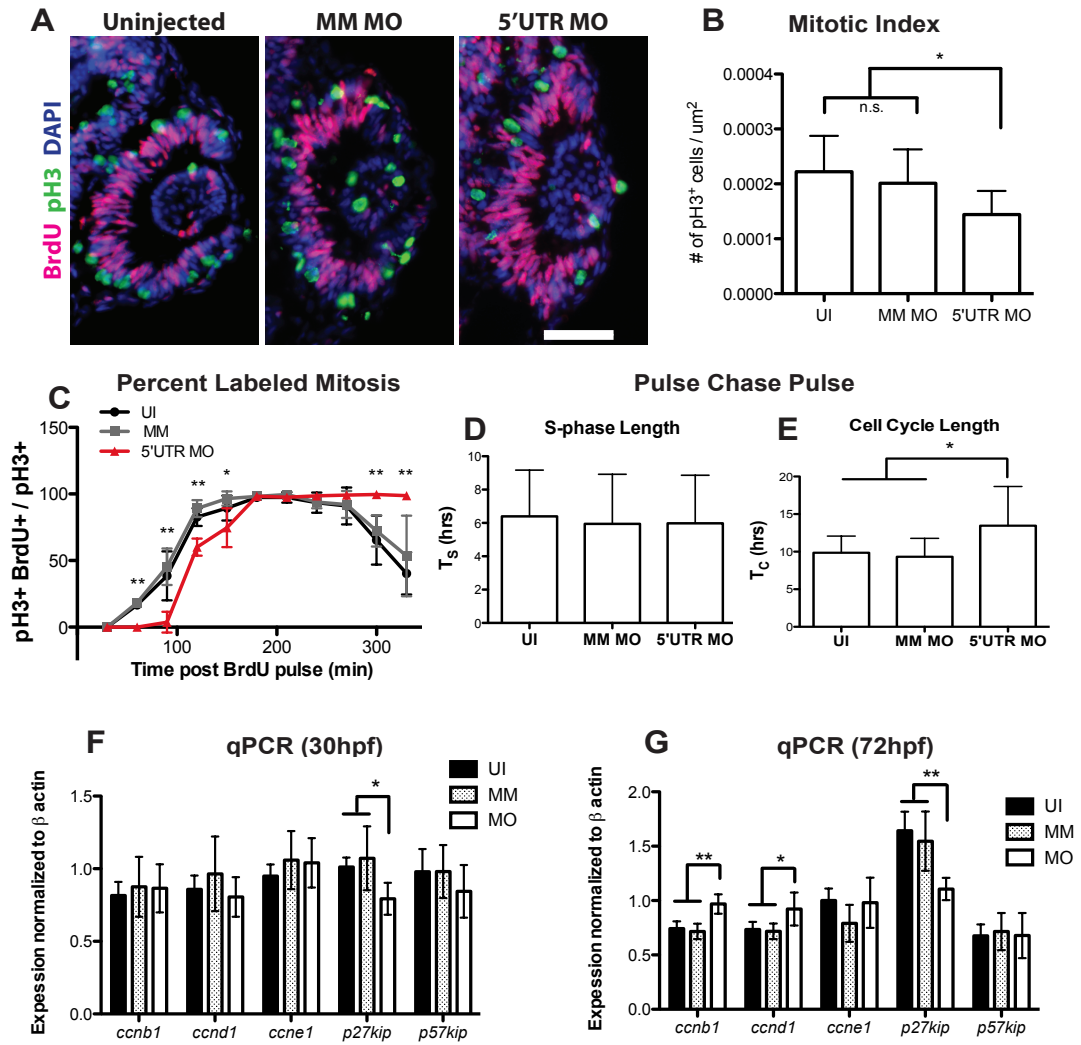 A
Uninjected
MM MO
5'UTR MO
BrdU pH3 DAPI
B
Mitotic Index
# of pH3+ cells / um2
0.0004
0.0003
0.0002
0.0001
0.0000
*
n.s.
UI
MM MO
5'UTR MO
Percent Labeled Mitosis
C
UI
MM
5'UTR MO
pH3+ BrdU+ / pH3+
150
100
50
0
**
**
**
*
**
**
100
200
300
Time post BrdU pulse (min)
Pulse Chase Pulse
D
S-phase Length
TS (hrs)
10
8
6
4
2
0
UI
MM MO
5'UTR MO
E
Cell Cycle Length
TC (hrs)
20
15
10
5
0
*
UI
MM MO
5'UTR MO
F
qPCR (30hpf)
UI
MM
MO
Expession normalized to β actin
1.5
1.0
0.5
0.0
*
ccnb1
ccnd1
ccne1
p27kip
p57kip
G
qPCR (72hpf)
UI
MM
MO
Expession normalized to β actin
2.0
1.5
1.0
0.5
0.0
**
*
**
ccnb1
ccnd1
ccne1
p27kip
p57kip